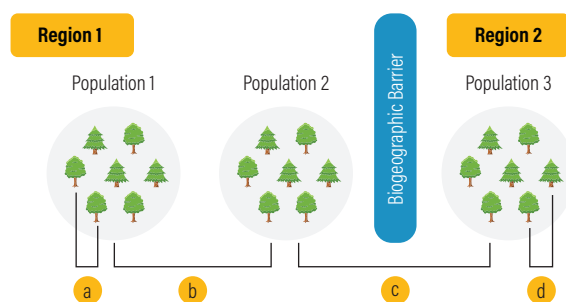 Region 1
Region 2
Population 1
Population 2
Population 3
Biogeographic Barrier
a
b
c
d